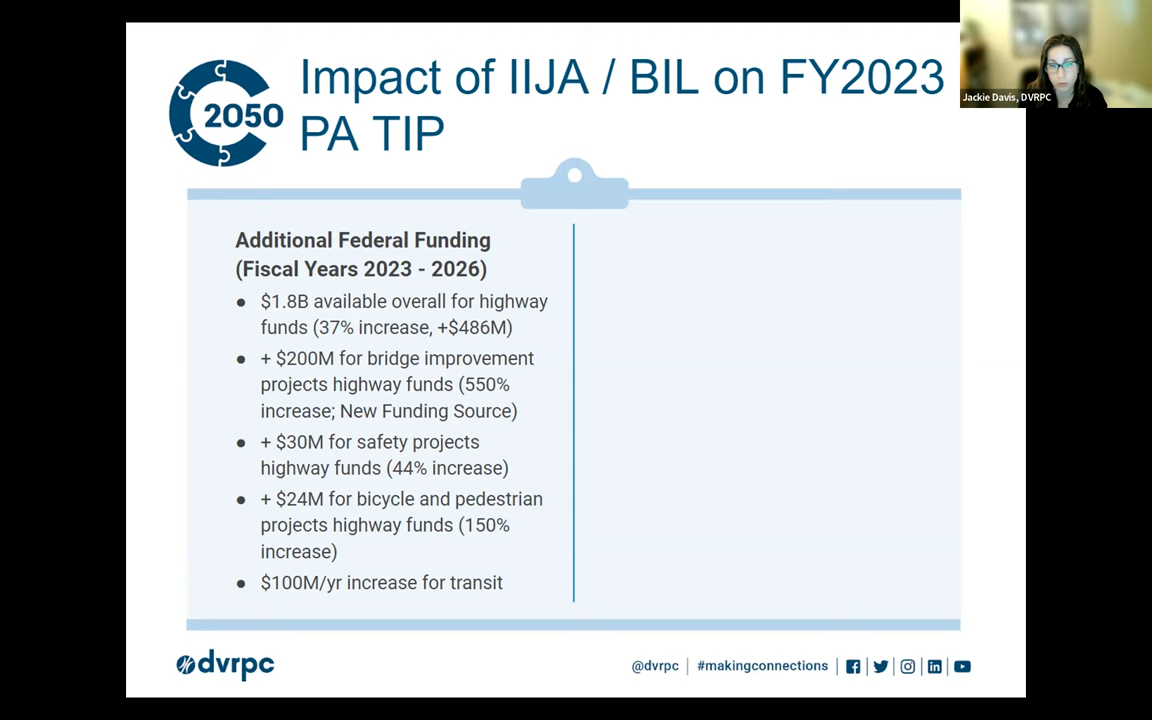 2050
Impact of IIJA / BIL on FY2023
PA TIP
Jackie Davis, DVRPC
Additional Federal Funding
(Fiscal Years 2023 - 2026)
● $1.8B available overall for highway
funds (37% increase, +$486M)
● + $200M for bridge improvement
projects highway funds (550%
increase; New Funding Source)
● + $30M for safety projects
highway funds (44% increase)
● + $24M for bicycle and pedestrian
projects highway funds (150%
increase)
● $100M/yr increase for transit
dvrpc
@dvrpc | #makingconnections